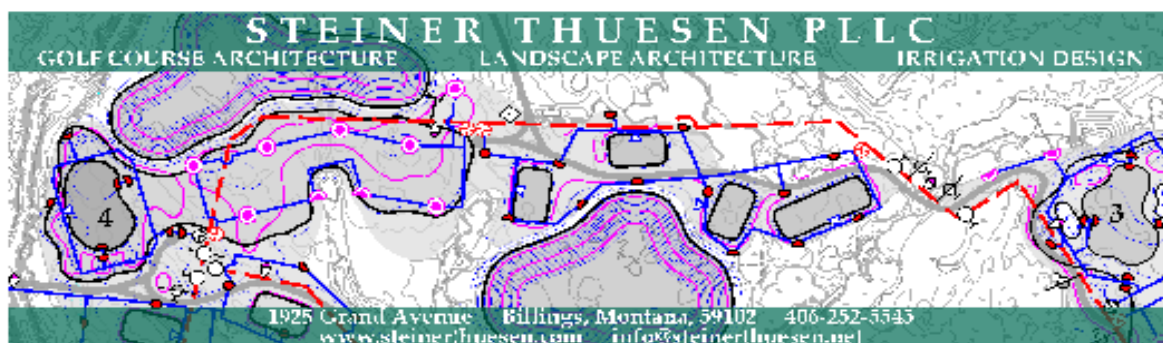 STEINER THUESEN PLLC
GOLF COURSE ARCHITECTURE LANDSCAPE ARCHITECTURE IRRIGATION DESIGN
4
3
1925 Grand Avenue Billings, Montana, 59102 406-252-5545
www.steinerthuesen.com info@steinerthuesen.net